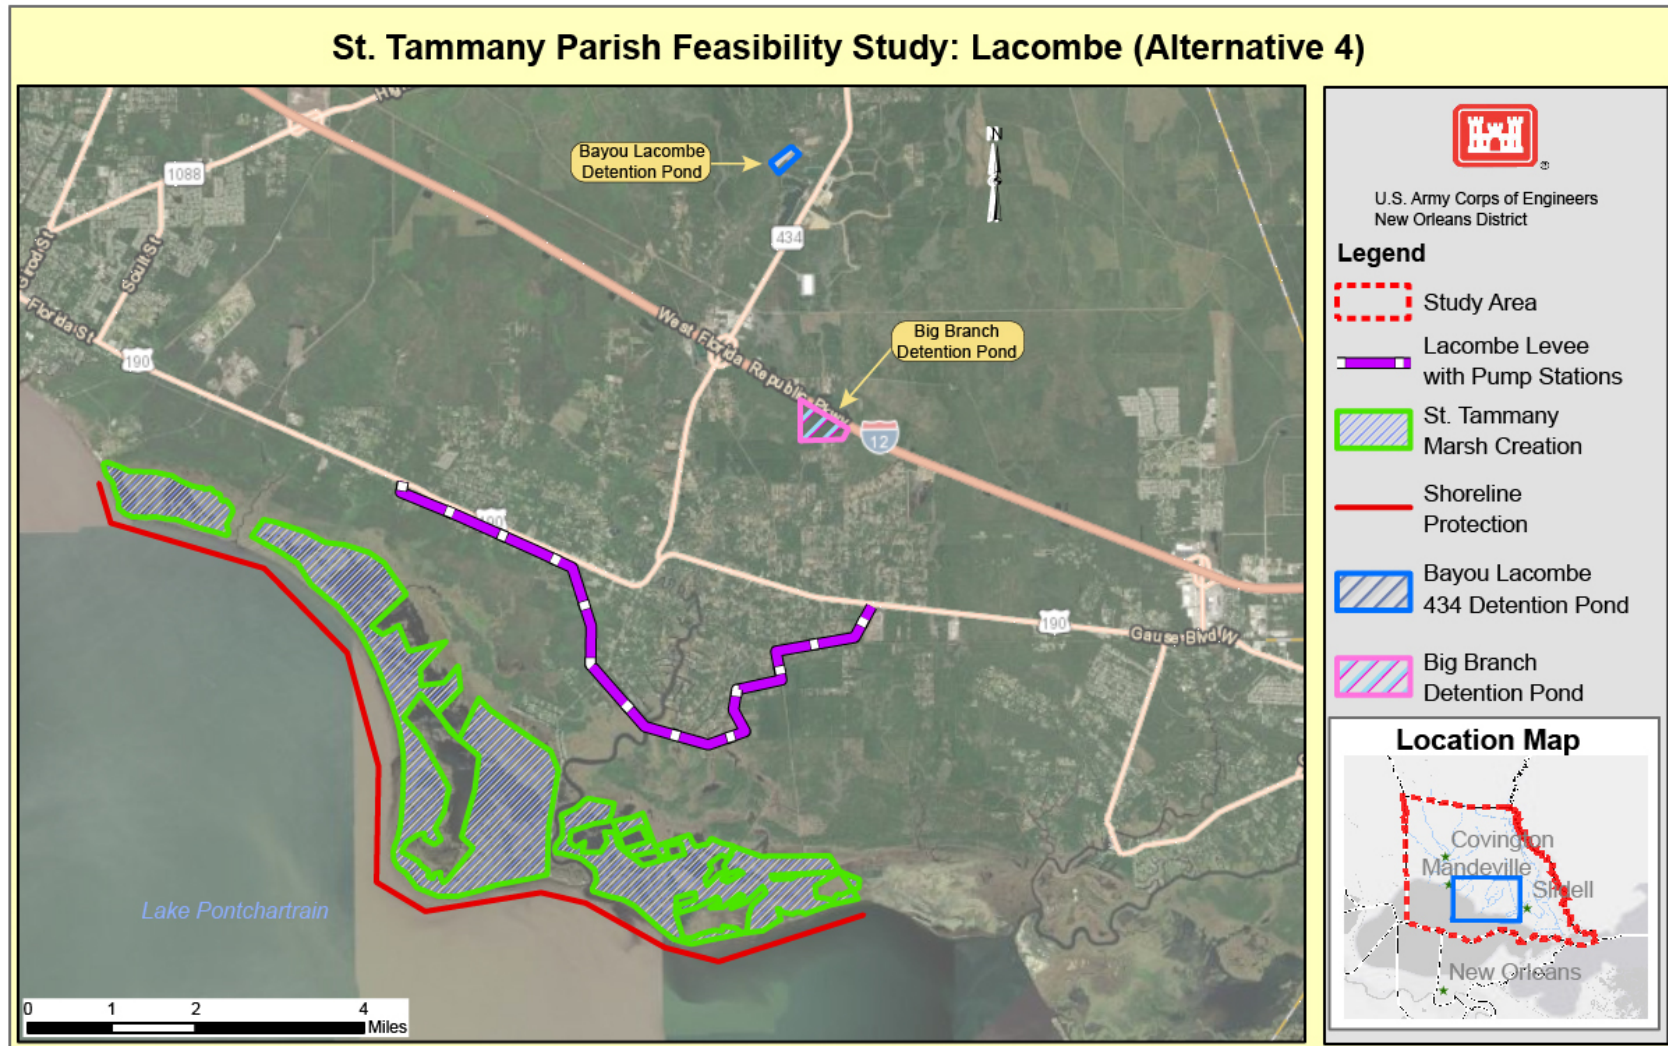 St. Tammany Parish Feasibility Study: Lacombe (Alternative 4)
1088
Soult St
Florida St
190
Bayou Lacombe
Detention Pond
434
N
West Florida Republic Pkwy
Big Branch
Detention Pond
12
190
190
Gause Blvd W
Lake Pontchartrain
0 1 2 4
Miles
U.S. Army Corps of Engineers
New Orleans District
Legend
Study Area
Lacombe Levee
with Pump Stations
St. Tammany
Marsh Creation
Shoreline
Protection
Bayou Lacombe
434 Detention Pond
Big Branch
Detention Pond
Location Map
Covington
Mandeville
Slidell
New Orleans